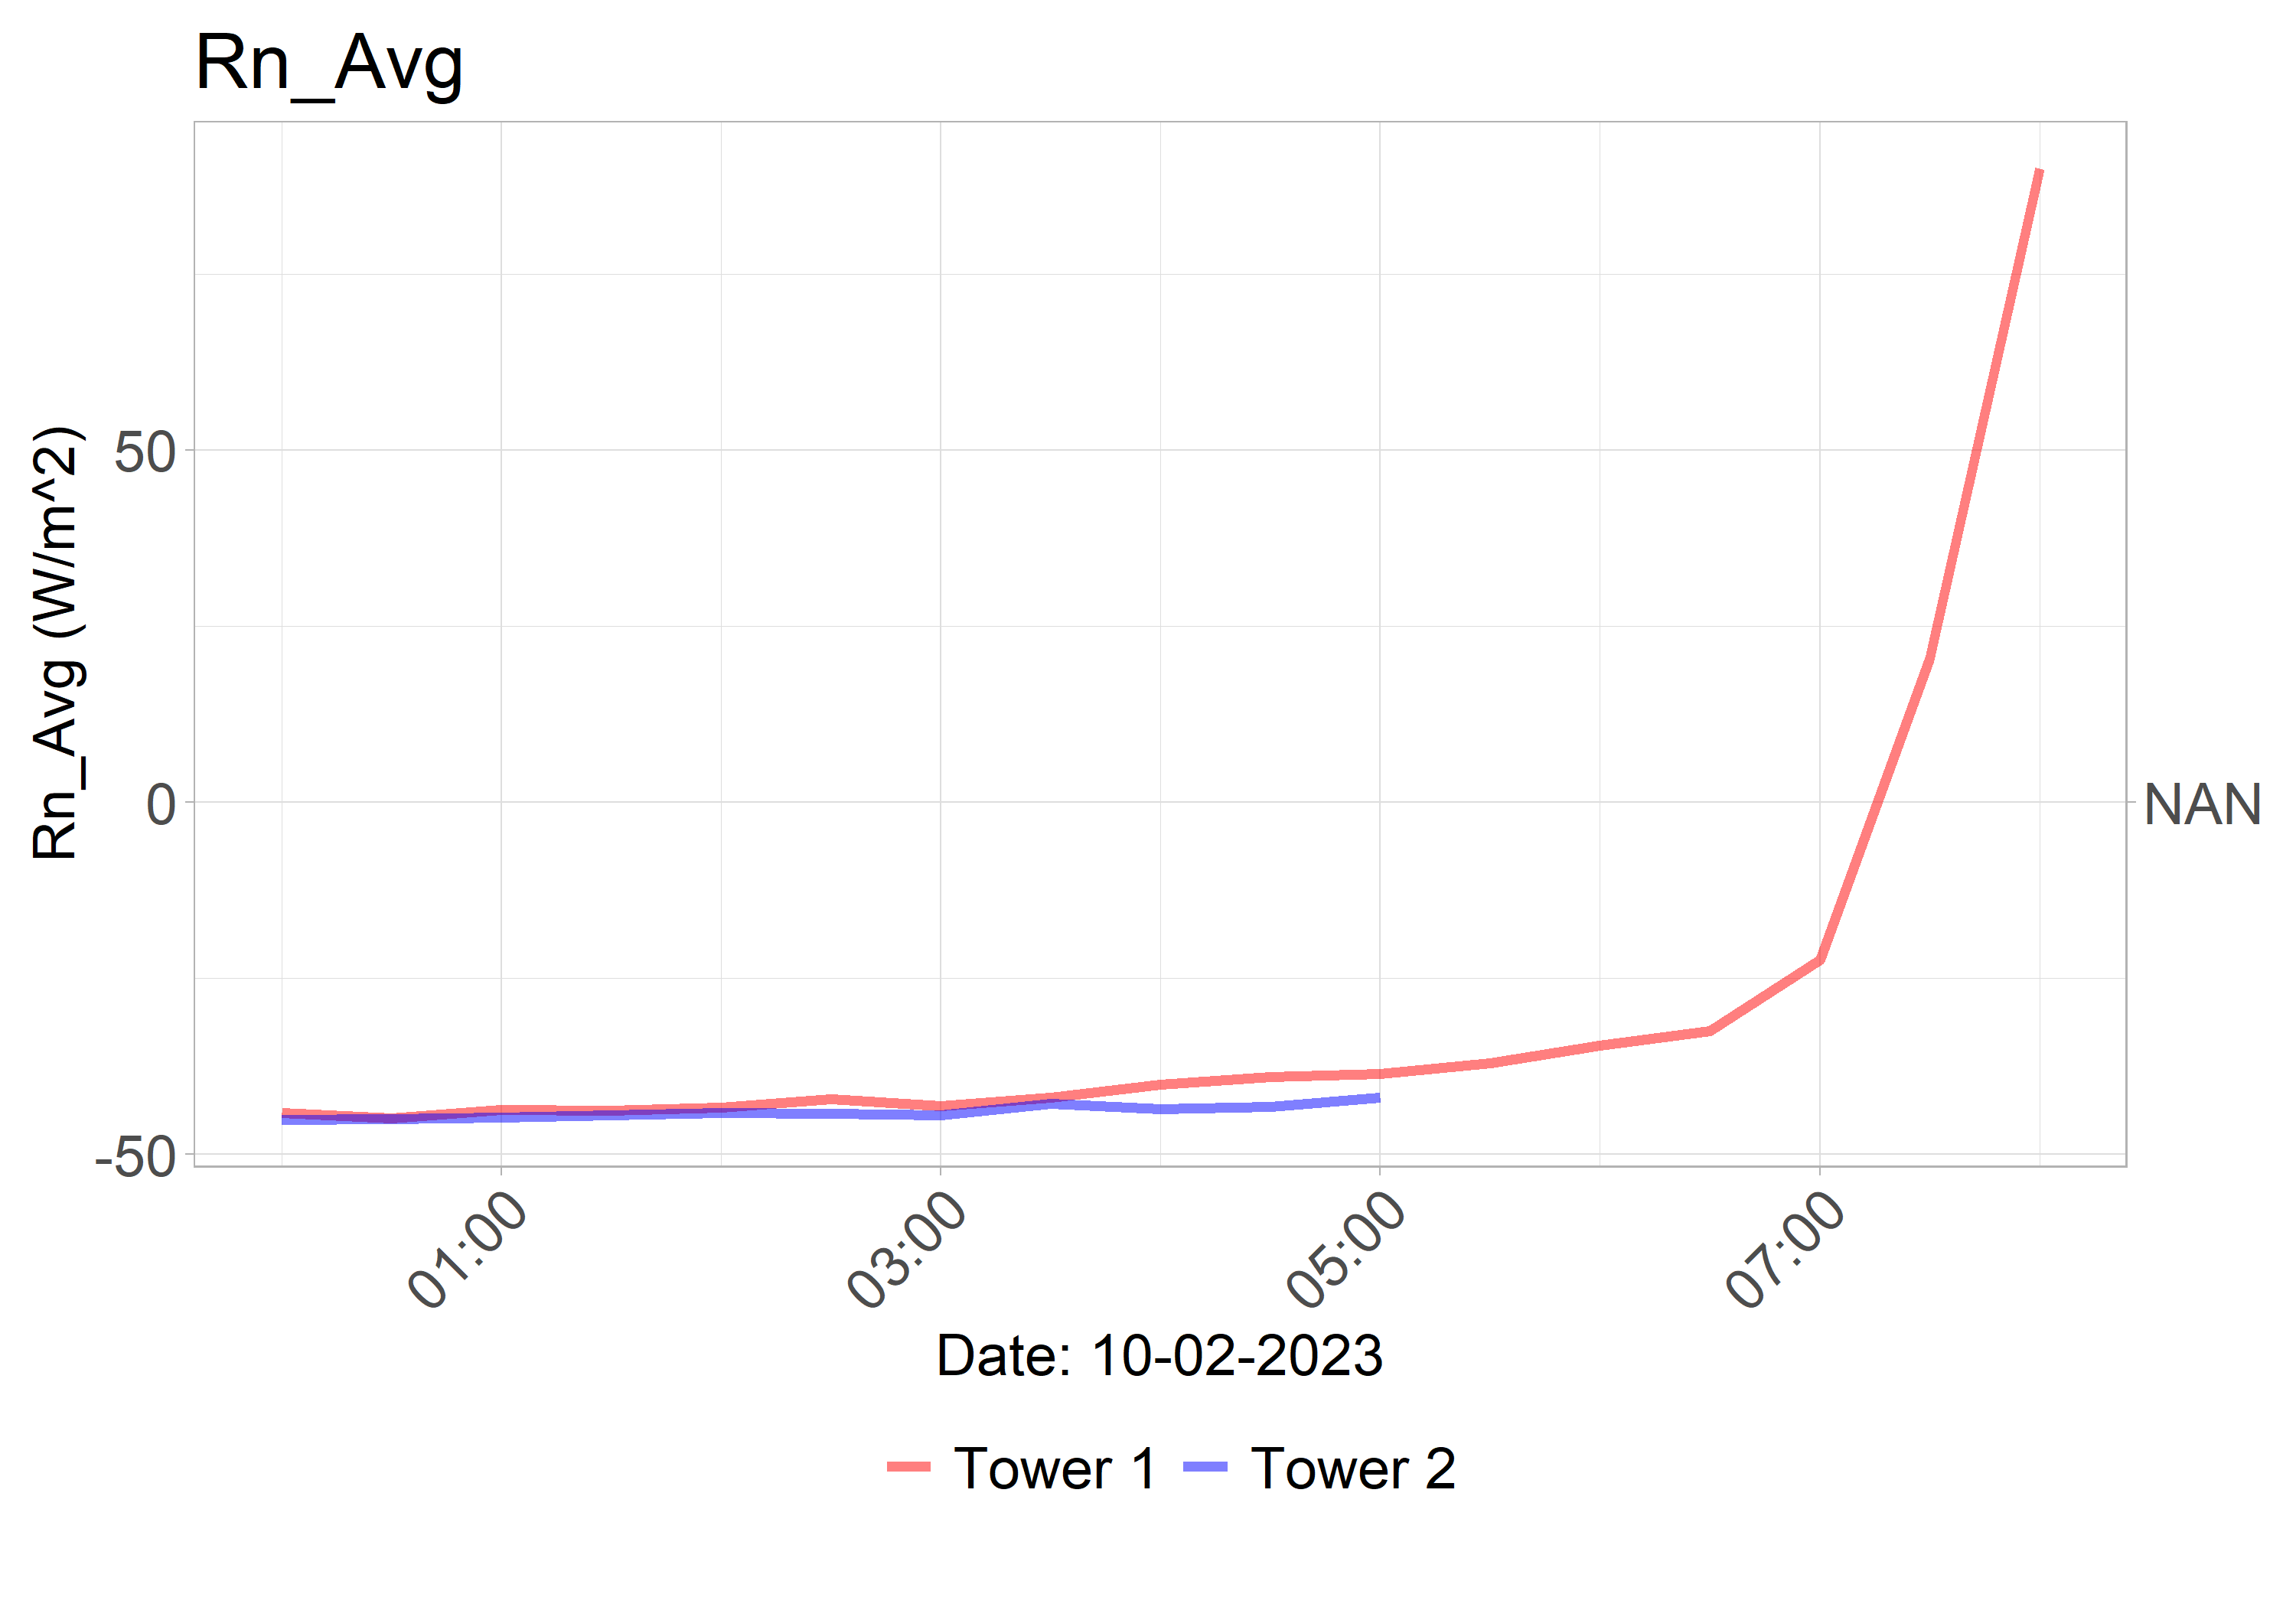 Rn_Avg
Rn_Avg (W/m^2)
50
0
-50
NAN
01:00 03:00 05:00 07:00
Date: 10-02-2023
Tower 1 Tower 2